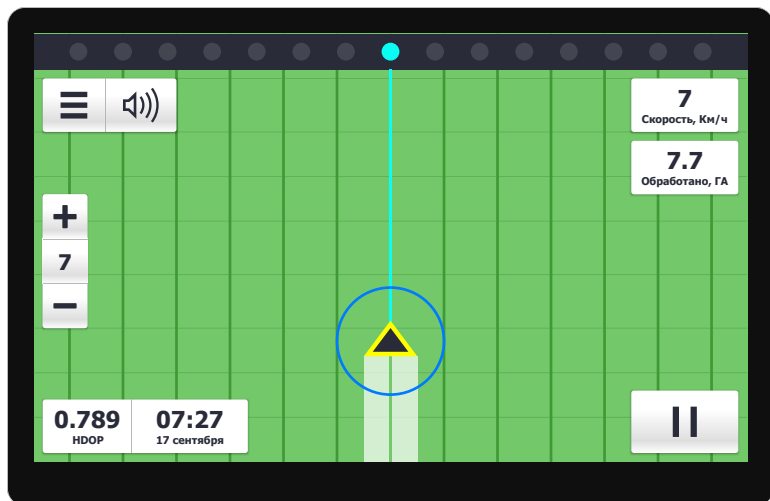 7
Скорость, Км/ч
7.7
Обработано, ГА
+
7
−
0.789
HDOP
07:27
17 сентября